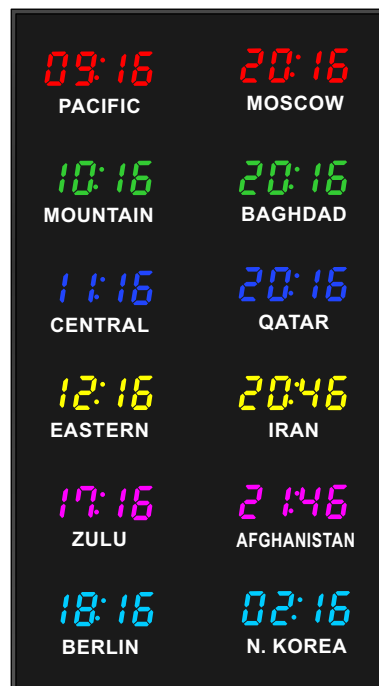 09:16 20:16
PACIFIC MOSCOW
10:16 20:16
MOUNTAIN BAGHDAD
11:16 20:16
CENTRAL QATAR
12:16 20:46
EASTERN IRAN
17:16 21:46
ZULU AFGHANISTAN
18:16 02:16
BERLIN N. KOREA